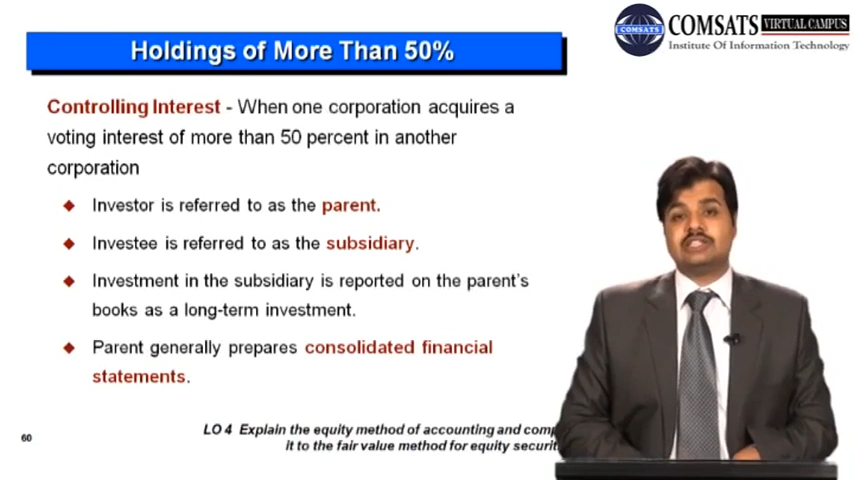 Holdings of More Than 50%
COMSATS
COMSATS VIRTUAL CAMPUS
Institute Of Information Technology
Controlling Interest - When one corporation acquires a
voting interest of more than 50 percent in another
corporation
Investor is referred to as the parent.
Investee is referred to as the subsidiary.
Investment in the subsidiary is reported on the parent's
books as a long-term investment.
Parent generally prepares consolidated financial
statements.
60
LO 4 Explain the equity method of accounting and
it to the fair value method for equity